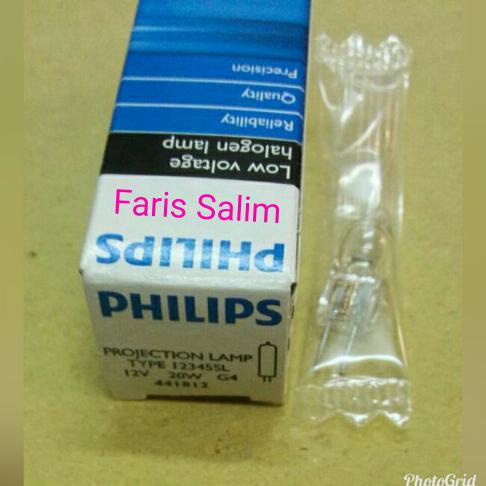 Precision
Quality
Reliability
Low voltage
halogen lamp
Faris Salim
PHILIPS
PHILIPS
PROJECTION LAMP
TYPE 12345SL
12V 20W G4
441812
PhotoGrid